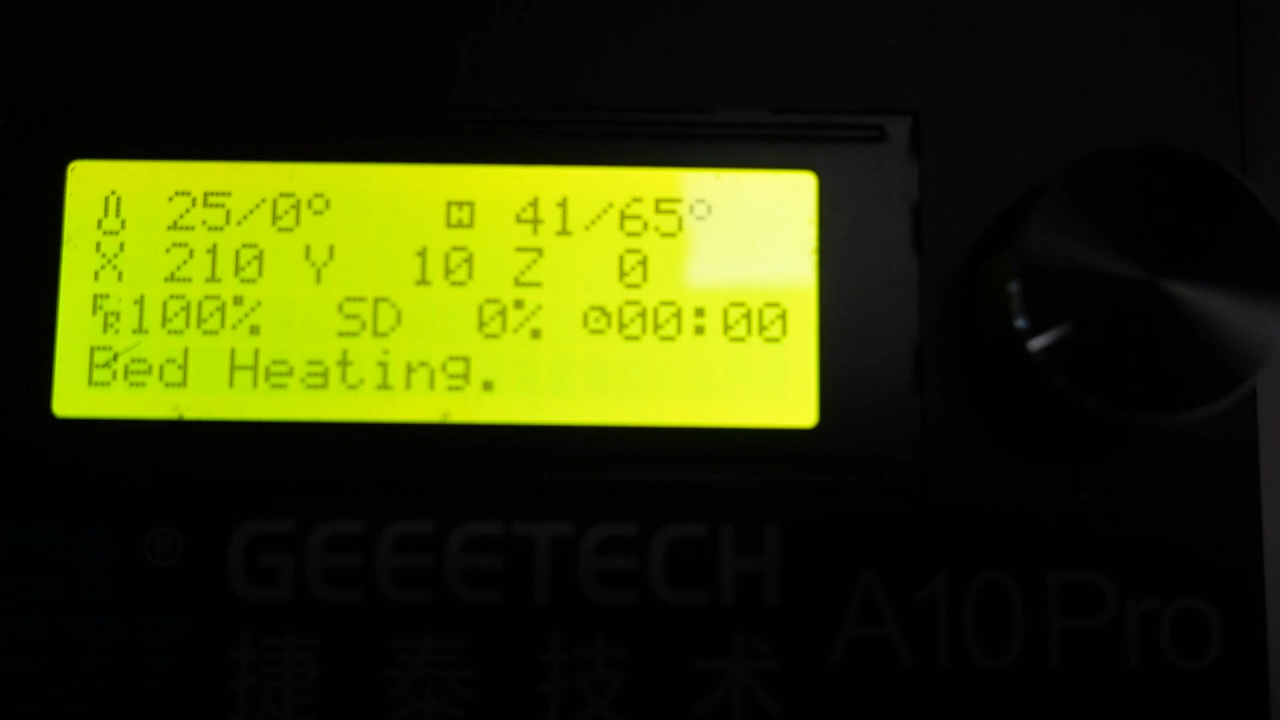 25/0° 41/65°
X 210 Y 10 Z 0
FR100% SD 0% 00:00
Bed Heating.
® GEEETECH
A10 Pro
捷泰技术